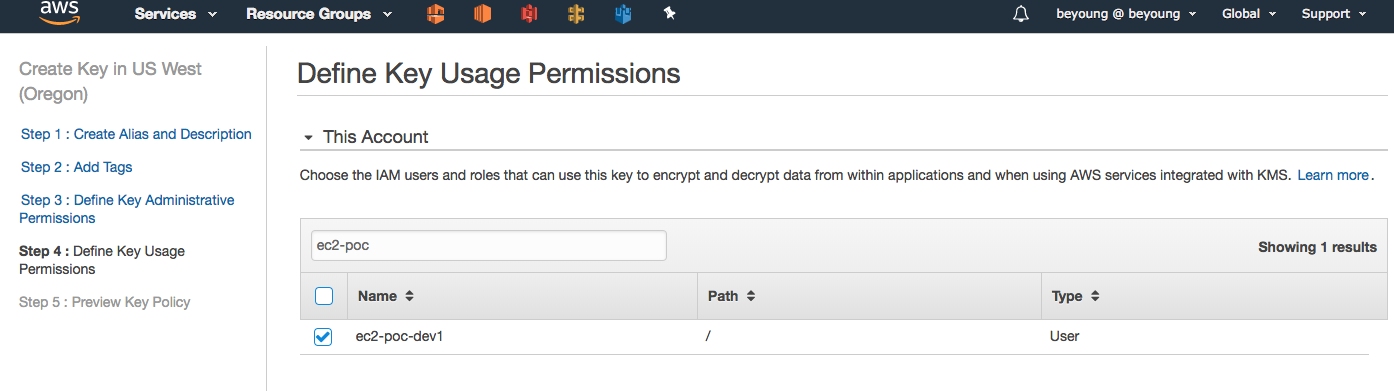 aws Services Resource Groups beyoung @ beyoung Global Support
Create Key in US West
(Oregon)
Step 1 : Create Alias and Description
Step 2 : Add Tags
Step 3 : Define Key Administrative
Permissions
Step 4 : Define Key Usage
Permissions
Step 5 : Preview Key Policy
Define Key Usage Permissions
This Account
Choose the IAM users and roles that can use this key to encrypt and decrypt data from within applications and when using AWS services integrated with KMS. Learn more.
ec2-poc Showing 1 results
Name Path Type
ec2-poc-dev1 / User